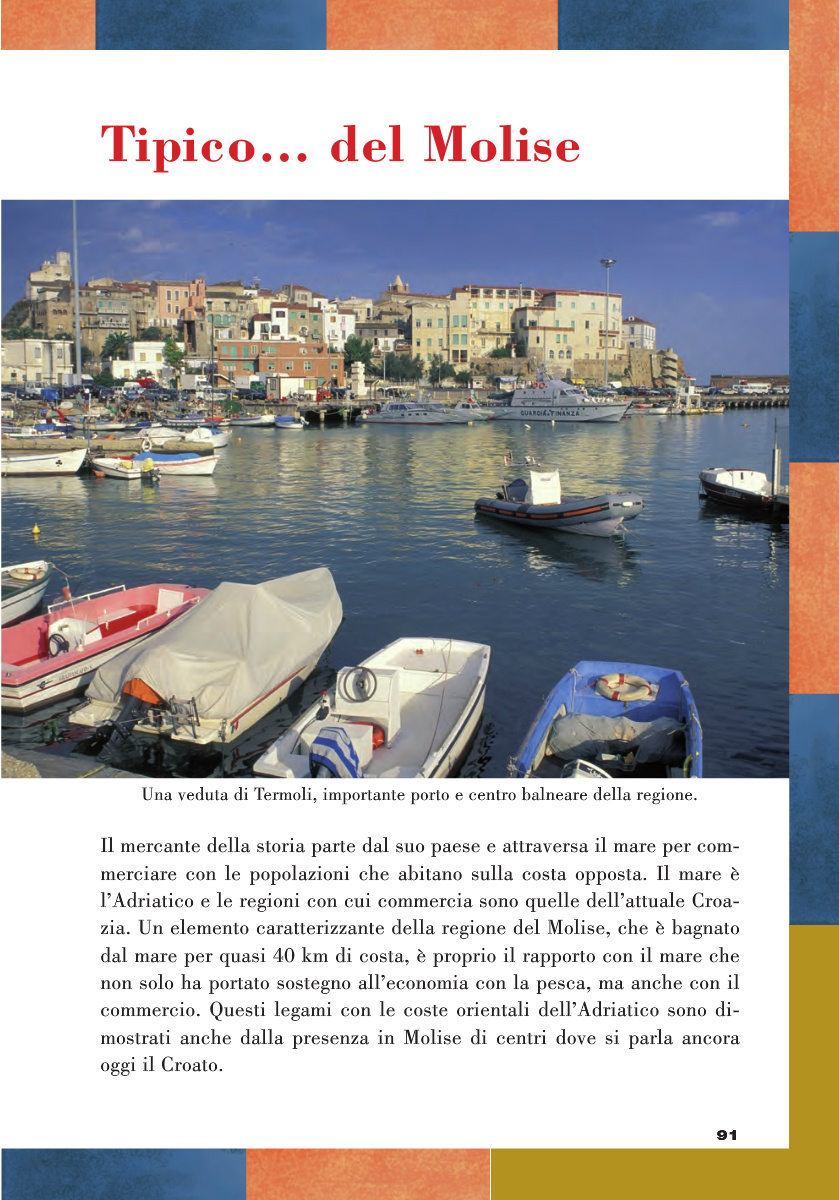 Tipico... del Molise
GUARDIA FINANZA
Una veduta di Termoli, importante porto e centro balneare della regione.
Il mercante della storia parte dal suo paese e attraversa il mare per com-
merciare con le popolazioni che abitano sulla costa opposta. Il mare è
l'Adriatico e le regioni con cui commercia sono quelle dell'attuale Croa-
zia. Un elemento caratterizzante della regione del Molise, che è bagnato
dal mare per quasi 40 km di costa, è proprio il rapporto con il mare che
non solo ha portato sostegno all'economia con la pesca, ma anche con il
commercio. Questi legami con le coste orientali dell'Adriatico sono di-
mostrati anche dalla presenza in Molise di centri dove si parla ancora
oggi il Croato.
91